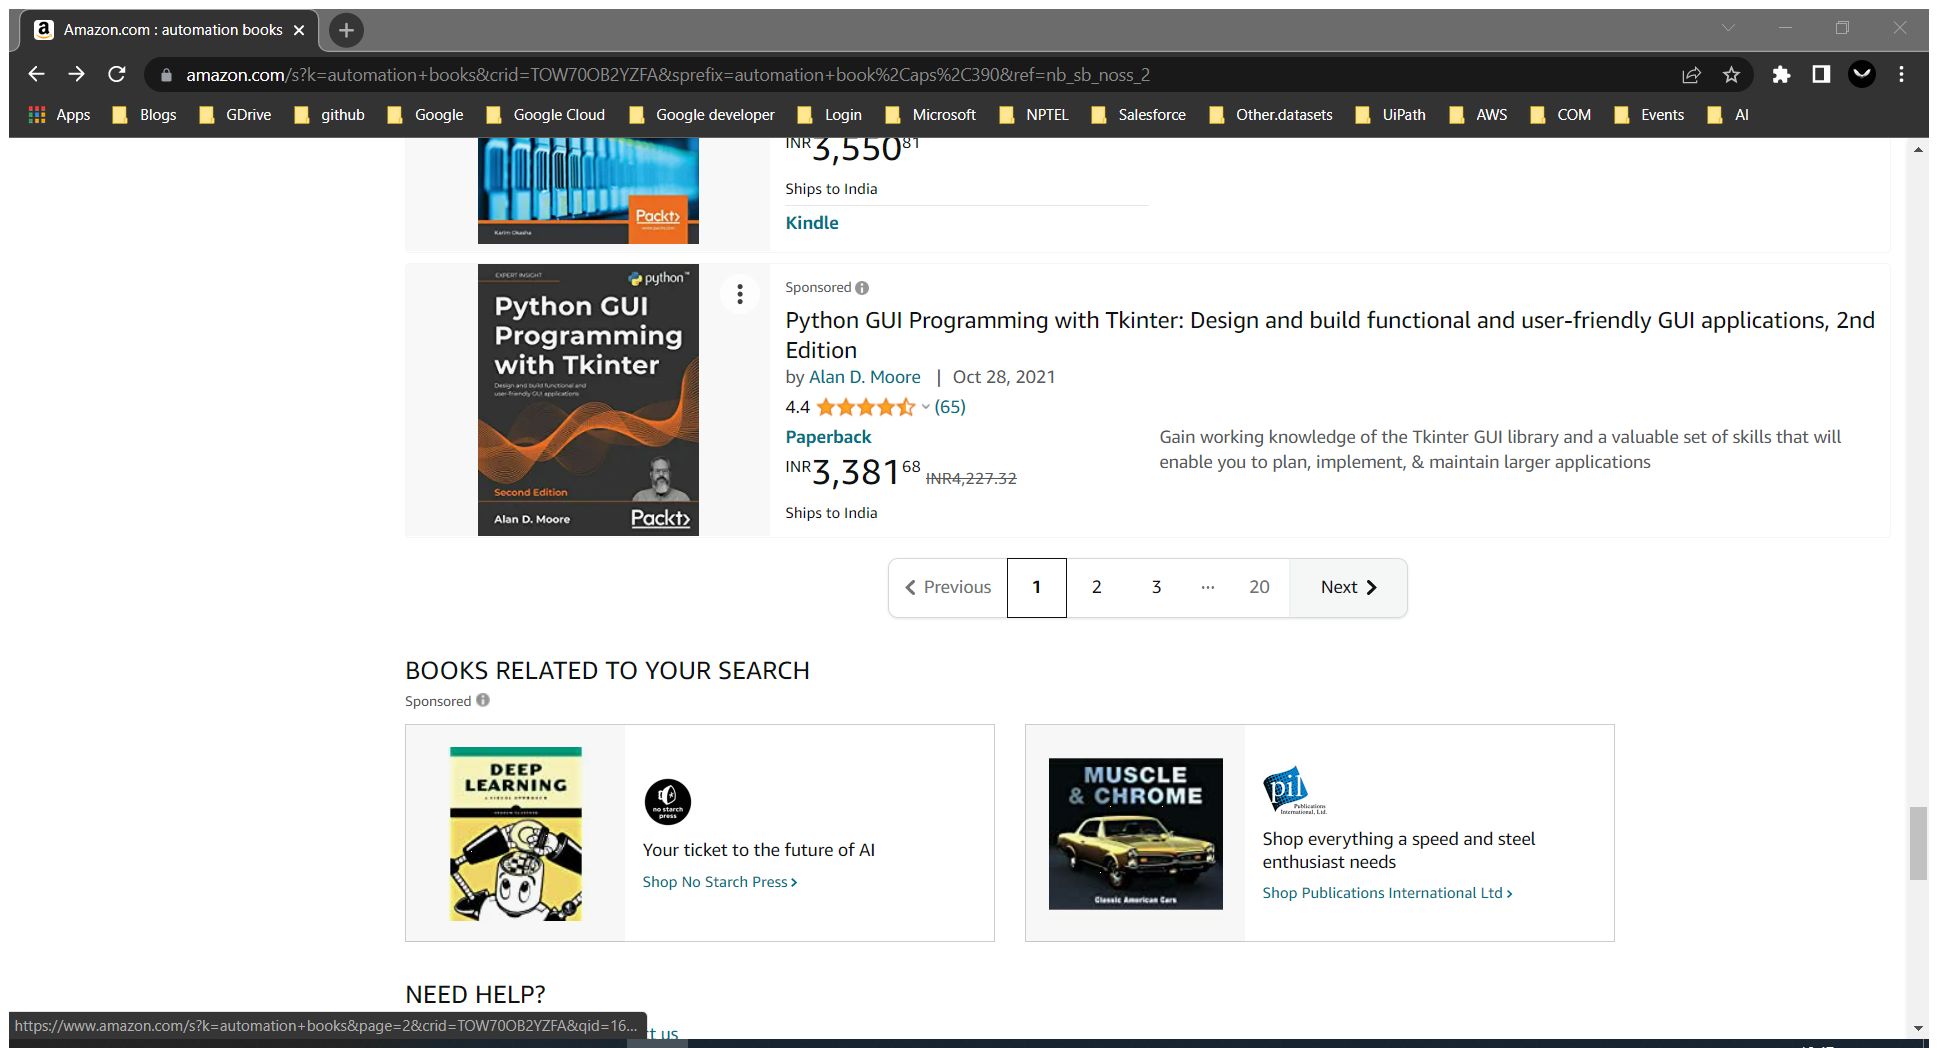 Amazon.com : automation books
amazon.com/s?k=automation+books&crid=TOW70OB2YZFA&sprefix=automation+book%2Caps%2C390&ref=nb_sb_noss_2
Apps Blogs GDrive github Google Google Cloud Google developer Login Microsoft NPTEL Salesforce Other.datasets UiPath AWS COM Events AI
INR3,55081
Ships to India
Kindle
Packt>
Karim Okasha
EXPERT INSIGHT
python™
Python GUI
Programming
with Tkinter
Design and build functional and
user-friendly GUI applications
Second Edition
Alan D. Moore
Packt>
Sponsored
Python GUI Programming with Tkinter: Design and build functional and user-friendly GUI applications, 2nd
Edition
by Alan D. Moore | Oct 28, 2021
4.4 (65)
Paperback
INR3,38168 INR4,227.32
Ships to India
Gain working knowledge of the Tkinter GUI library and a valuable set of skills that will
enable you to plan, implement, & maintain larger applications
Previous 1 2 3 ... 20 Next
BOOKS RELATED TO YOUR SEARCH
Sponsored
DEEP
LEARNING
A VISUAL APPROACH
no starch
press
Your ticket to the future of AI
Shop No Starch Press
MUSCLE
& CHROME
Classic American Cars
pil
Publications
International, Ltd.
Shop everything a speed and steel
enthusiast needs
Shop Publications International Ltd
NEED HELP?
https://www.amazon.com/s?k=automation+books&page=2&crid=TOW70OB2YZFA&qid=16...
ct us